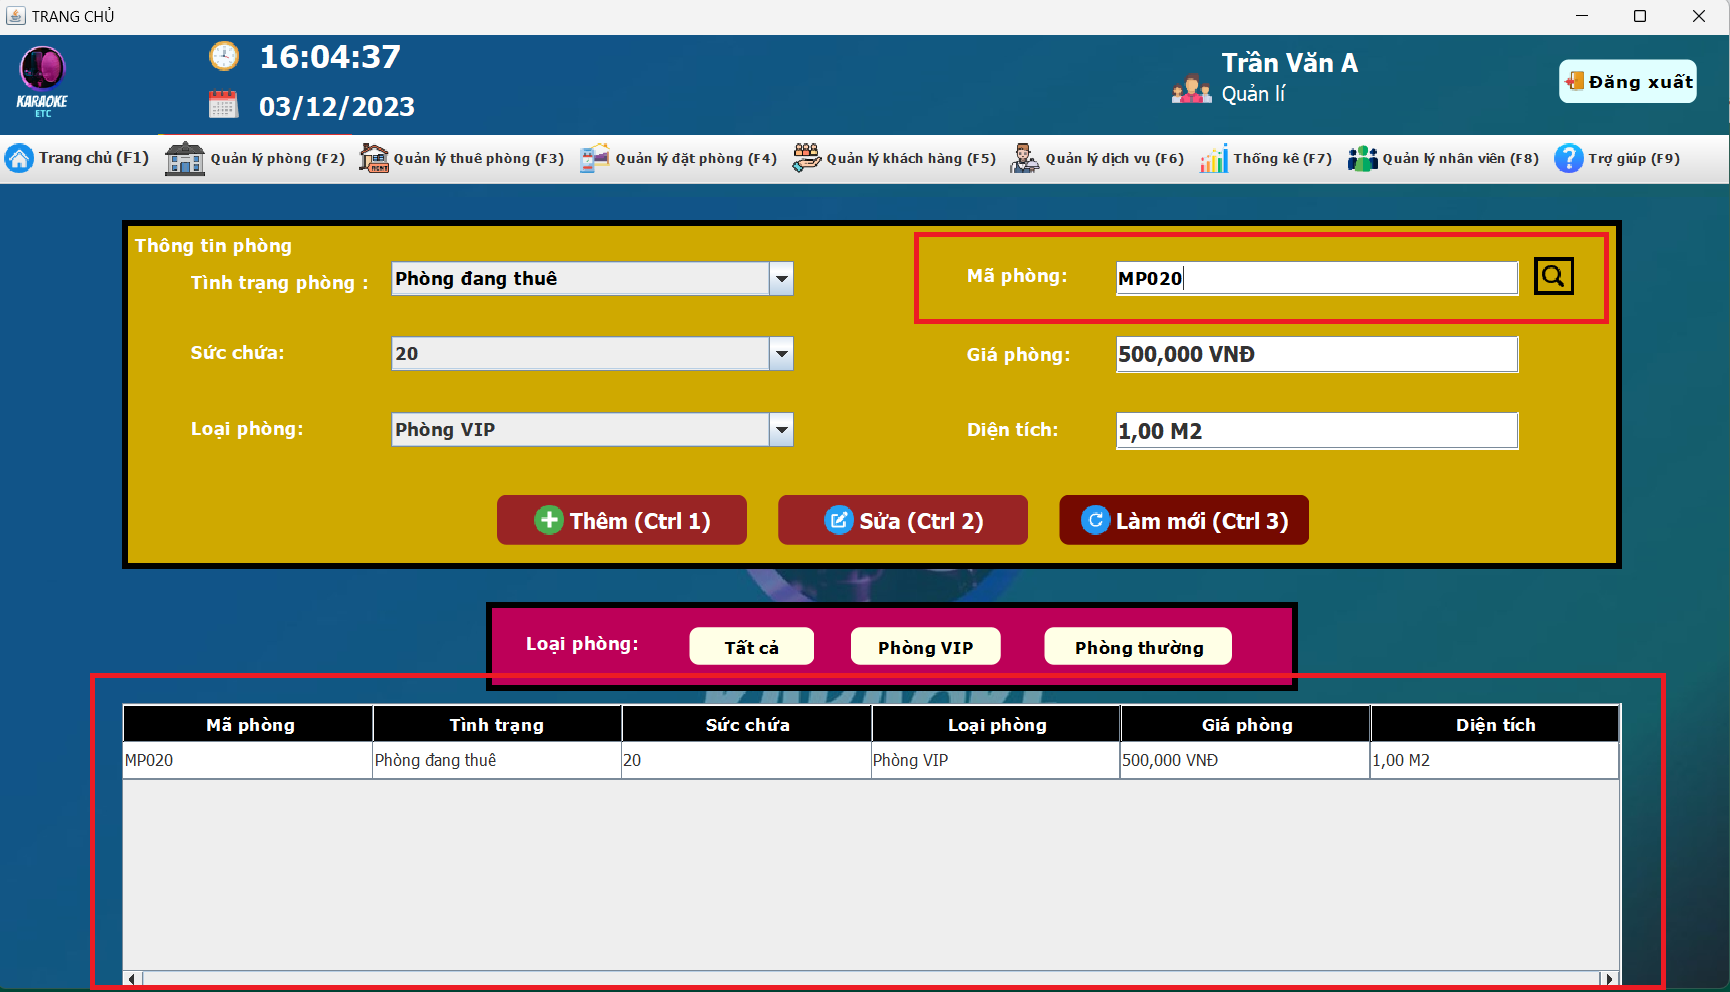 TRANG CHỦ
KARAOKE
ETC
16:04:37
03/12/2023
Trần Văn A
Quản lí
Đăng xuất
Trang chủ (F1)
Quản lý phòng (F2)
Quản lý thuê phòng (F3)
Quản lý đặt phòng (F4)
Quản lý khách hàng (F5)
Quản lý dịch vụ (F6)
Thống kê (F7)
Quản lý nhân viên (F8)
Trợ giúp (F9)
Thông tin phòng
Tình trạng phòng : Phòng đang thuê
Mã phòng: MP020
Sức chứa: 20
Giá phòng: 500,000 VNĐ
Loại phòng: Phòng VIP
Diện tích: 1,00 M2
Thêm (Ctrl 1)
Sửa (Ctrl 2)
Làm mới (Ctrl 3)
Loại phòng: Tất cả Phòng VIP Phòng thường
Mã phòng Tình trạng Sức chứa Loại phòng Giá phòng Diện tích
MP020 Phòng đang thuê 20 Phòng VIP 500,000 VNĐ 1,00 M2